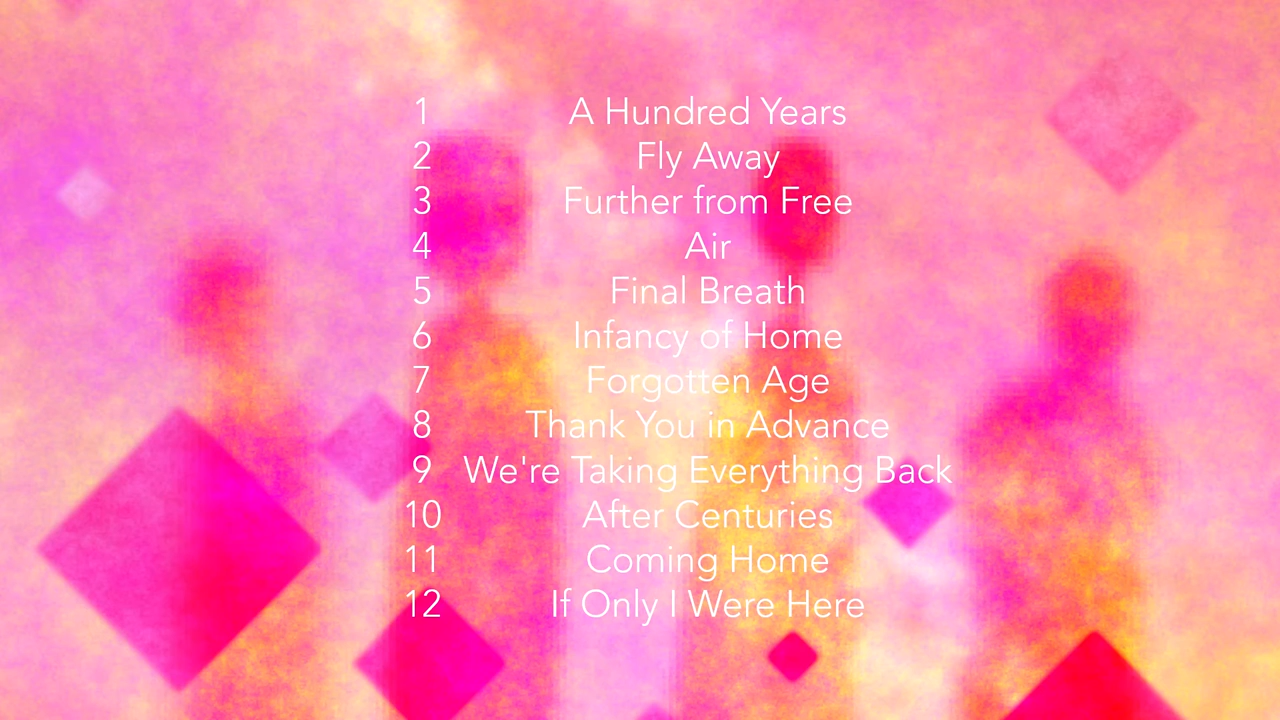 1 A Hundred Years
2 Fly Away
3 Further from Free
4 Air
5 Final Breath
6 Infancy of Home
7 Forgotten Age
8 Thank You in Advance
9 We're Taking Everything Back
10 After Centuries
11 Coming Home
12 If Only I Were Here